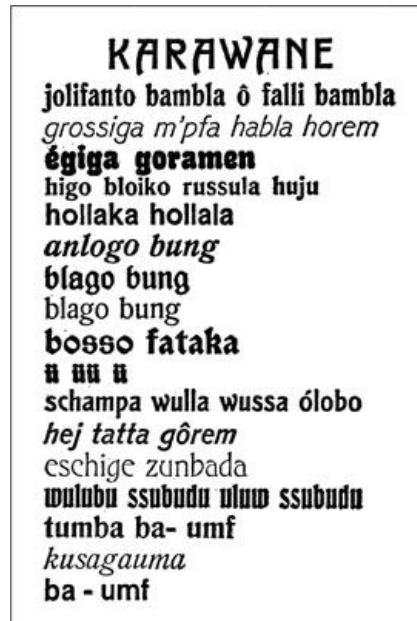 KARAWANE
jolifanto bambla ô falli bambla
grossiga m'pfa habla horem
égiga goramen
higo bloiko russula huju
hollaka hollala
anlogo bung
blago bung
blago bung
bosso fataka
ü üü ü
schampa wulla wussa ólobo
hej tatta gôrem
eschige zunbada
wulubu ssubudu uluw ssubudu
tumba ba- umf
kusagauma
ba - umf